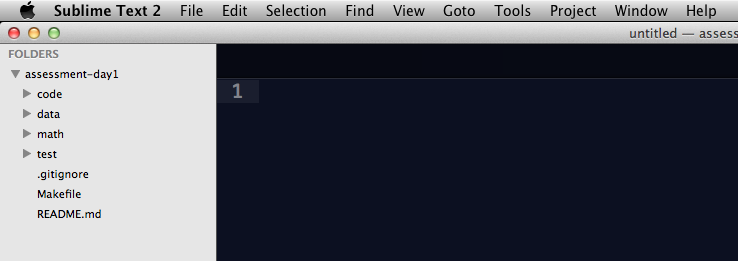 Sublime Text 2 File Edit Selection Find View Goto Tools Project Window Help
untitled — assess
FOLDERS
assessment-day1
code
1
data
math
test
.gitignore
Makefile
README.md